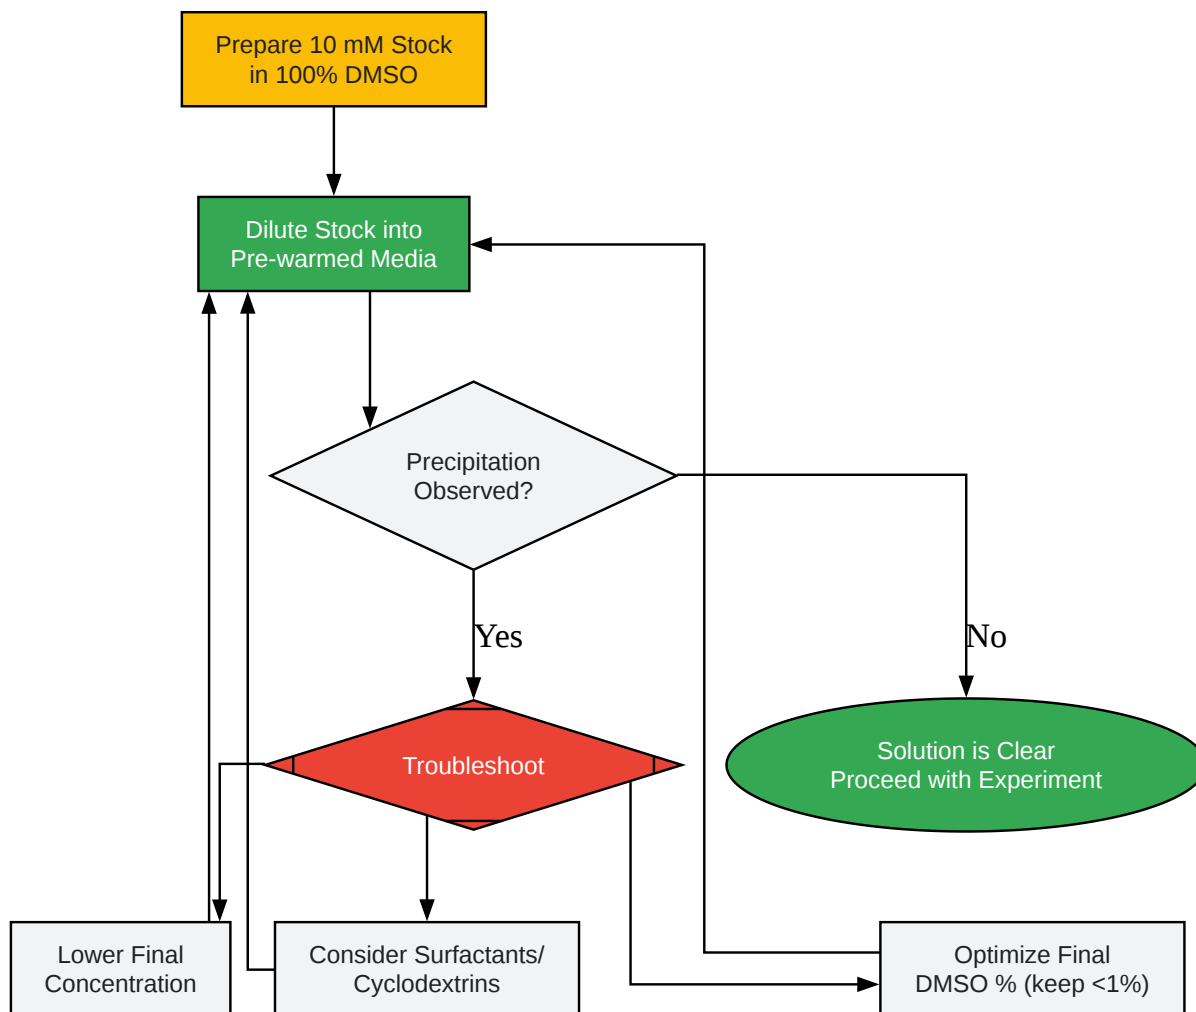 Prepare 10 mM Stock
in 100% DMSO
Dilute Stock into
Pre-warmed Media
Precipitation
Observed?
Yes
No
Troubleshoot
Solution is Clear
Proceed with Experiment
Lower Final
Concentration
Consider Surfactants/
Cyclodextrins
Optimize Final
DMSO % (keep <1%)